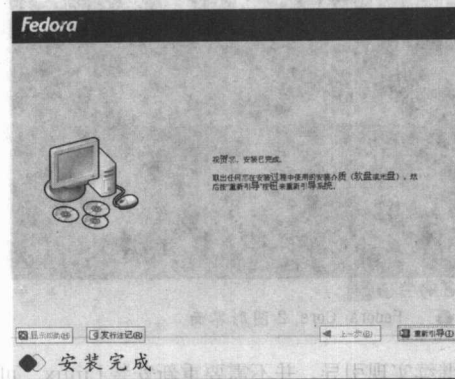 Fedora
祝贺您，安装已完成。
取出任何您在安装过程中使用的安装介质（软盘或光盘），然
后按"重新引导"按钮来重新引导系统。
显示帮助(H)
发行注记(R)
上一步(B)
重新引导(T)
安装完成